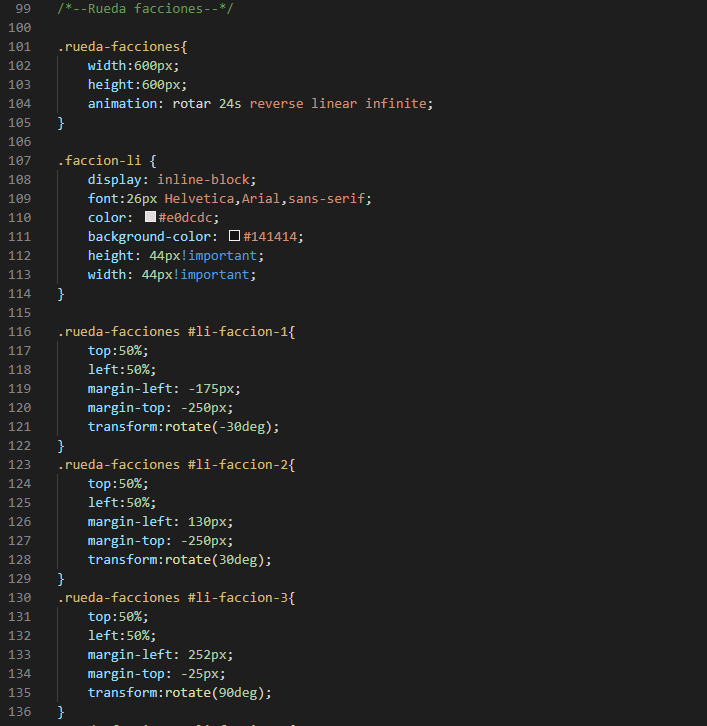 99 /*--Rueda facciones--*/
100
101 .rueda-facciones{
102 width:600px;
103 height:600px;
104 animation: rotar 24s reverse linear infinite;
105 }
106
107 .faccion-li {
108 display: inline-block;
109 font:26px Helvetica,Arial,sans-serif;
110 color: #e0dcdc;
111 background-color: #141414;
112 height: 44px!important;
113 width: 44px!important;
114 }
115
116 .rueda-facciones #li-faccion-1{
117 top:50%;
118 left:50%;
119 margin-left: -175px;
120 margin-top: -250px;
121 transform:rotate(-30deg);
122 }
123 .rueda-facciones #li-faccion-2{
124 top:50%;
125 left:50%;
126 margin-left: 130px;
127 margin-top: -250px;
128 transform:rotate(30deg);
129 }
130 .rueda-facciones #li-faccion-3{
131 top:50%;
132 left:50%;
133 margin-left: 252px;
134 margin-top: -25px;
135 transform:rotate(90deg);
136 }